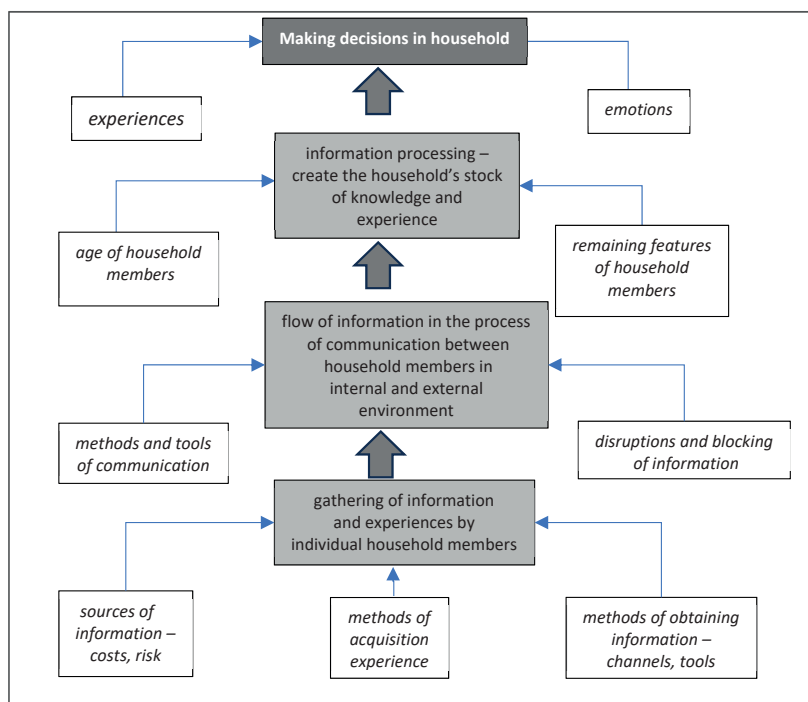 Making decisions in household
experiences
emotions
information processing –
create the household's stock
of knowledge and
experience
age of household
members
remaining features
of household
members
flow of information in the process
of communication between
household members in
internal and external
environment
methods and tools
of communication
disruptions and blocking
of information
gathering of information
and experiences by
individual household members
sources of
information –
costs, risk
methods of
acquisition
experience
methods of obtaining
information –
channels, tools